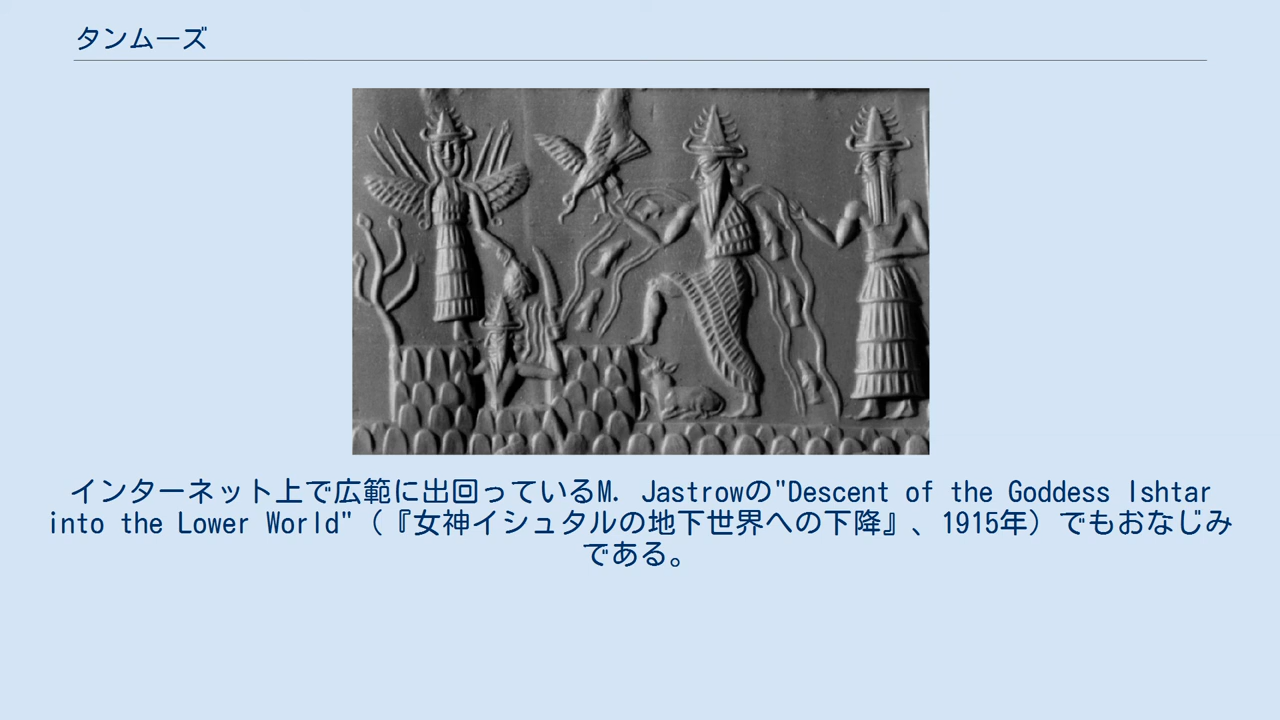 タンムーズ
インターネット上で広範に出回っているM. Jastrowの"Descent of the Goddess Ishtar
into the Lower World"（『女神イシュタルの地下世界への下降』、1915年）でもおなじみ
である。